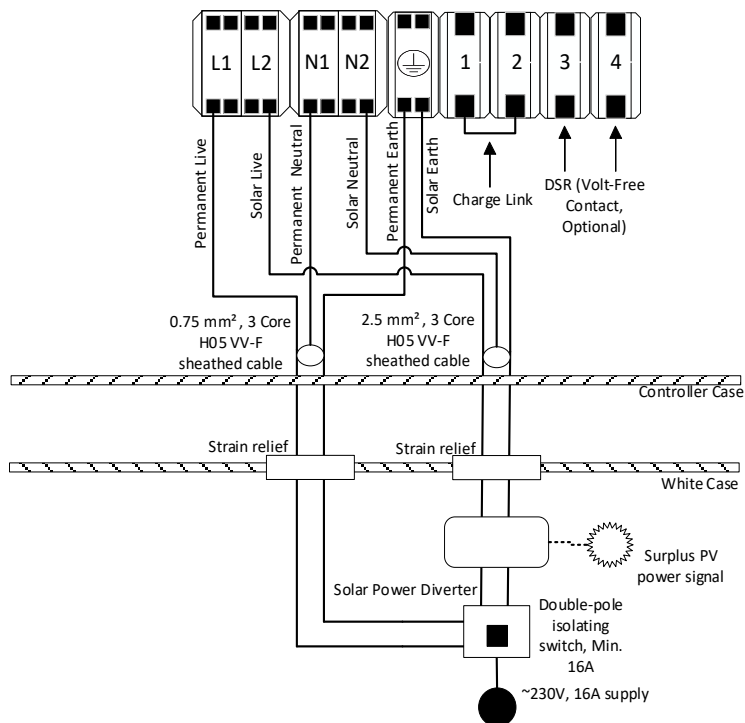 L1
L2
N1
N2
1
2
3
4
Permanent Live
Solar Live
Permanent  Neutral
Solar Neutral
Permanent Earth
Solar Earth
Charge Link
DSR (Volt-Free
Contact,
Optional)
0.75 mm², 3 Core
H05 VV-F
sheathed cable
2.5 mm², 3 Core
H05 VV-F
sheathed cable
Controller Case
Strain relief
Strain relief
White Case
Surplus PV
power signal
Solar Power Diverter
Double-pole
isolating
switch, Min.
16A
~230V, 16A supply